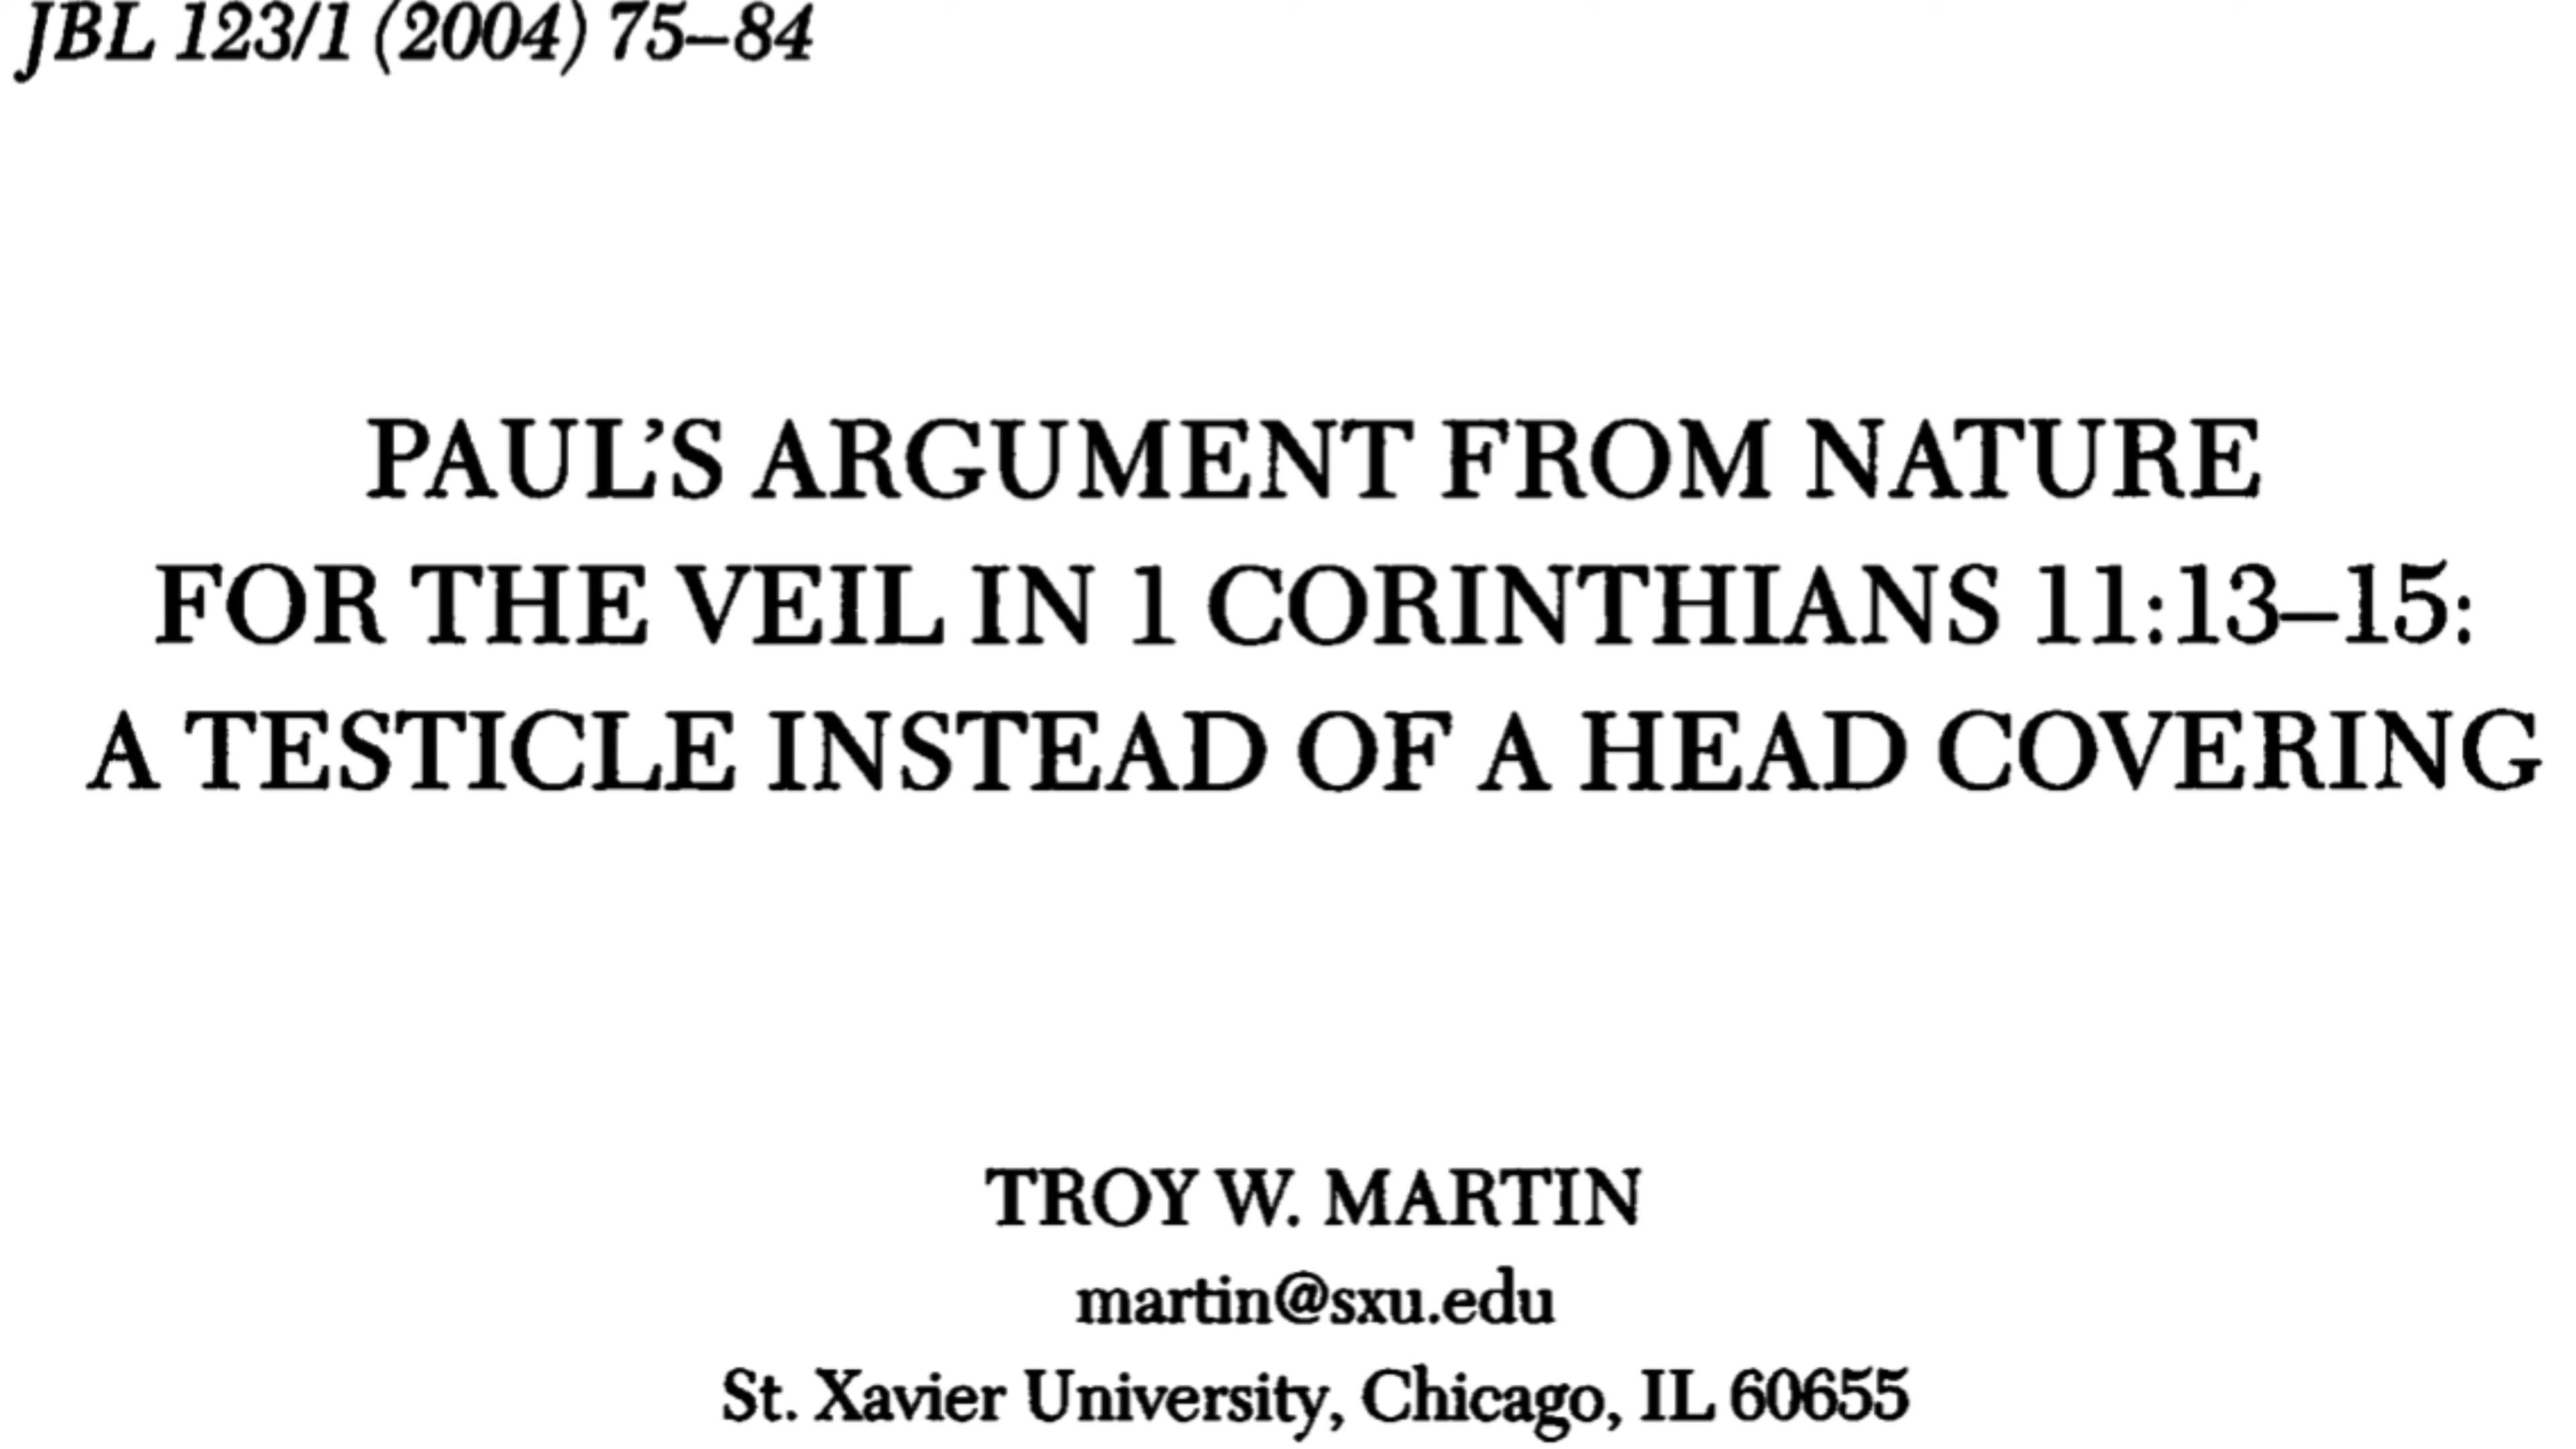 JBL 123/1 (2004) 75–84
PAUL'S ARGUMENT FROM NATURE
FOR THE VEIL IN 1 CORINTHIANS 11:13–15:
A TESTICLE INSTEAD OF A HEAD COVERING
TROY W. MARTIN
martin@sxu.edu
St. Xavier University, Chicago, IL 60655